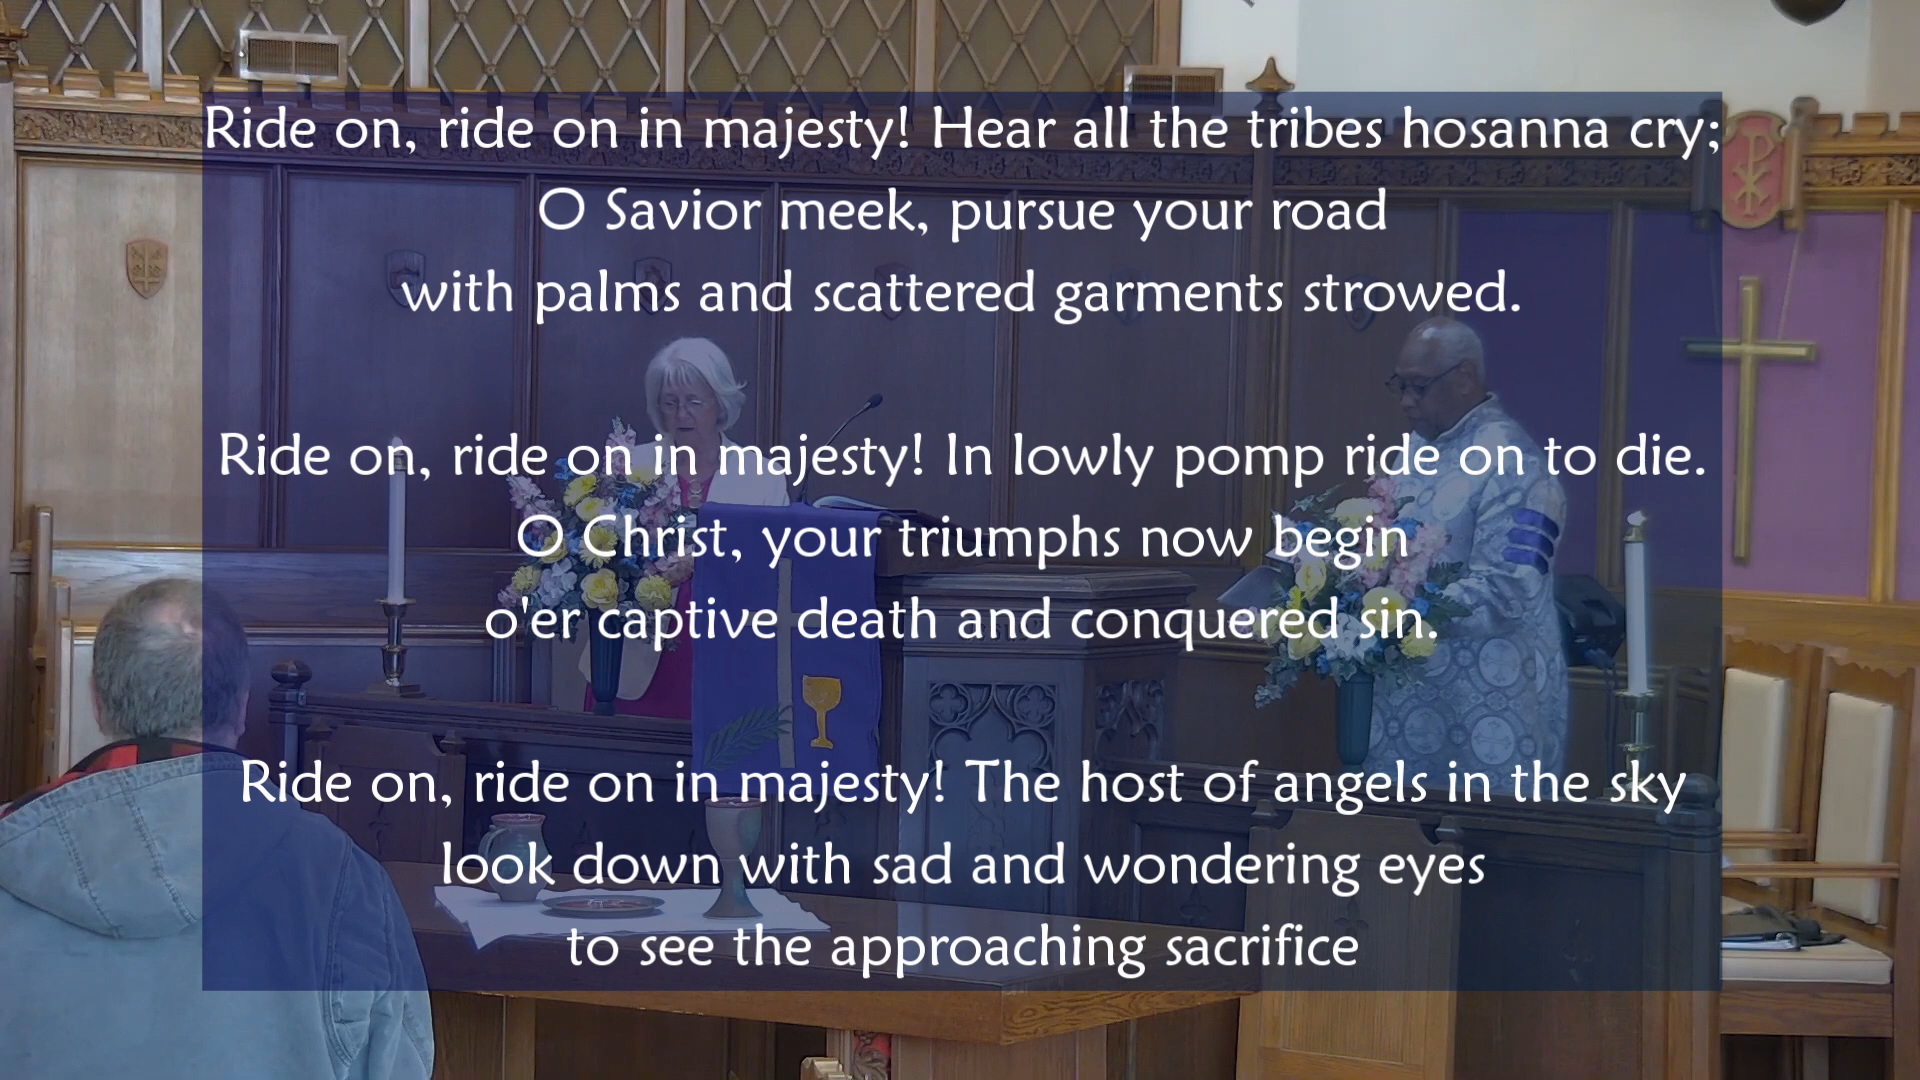 Ride on, ride on in majesty! Hear all the tribes hosanna cry;
O Savior meek, pursue your road
with palms and scattered garments strowed.
Ride on, ride on in majesty! In lowly pomp ride on to die.
O Christ, your triumphs now begin
o'er captive death and conquered sin.
Ride on, ride on in majesty! The host of angels in the sky
look down with sad and wondering eyes
to see the approaching sacrifice